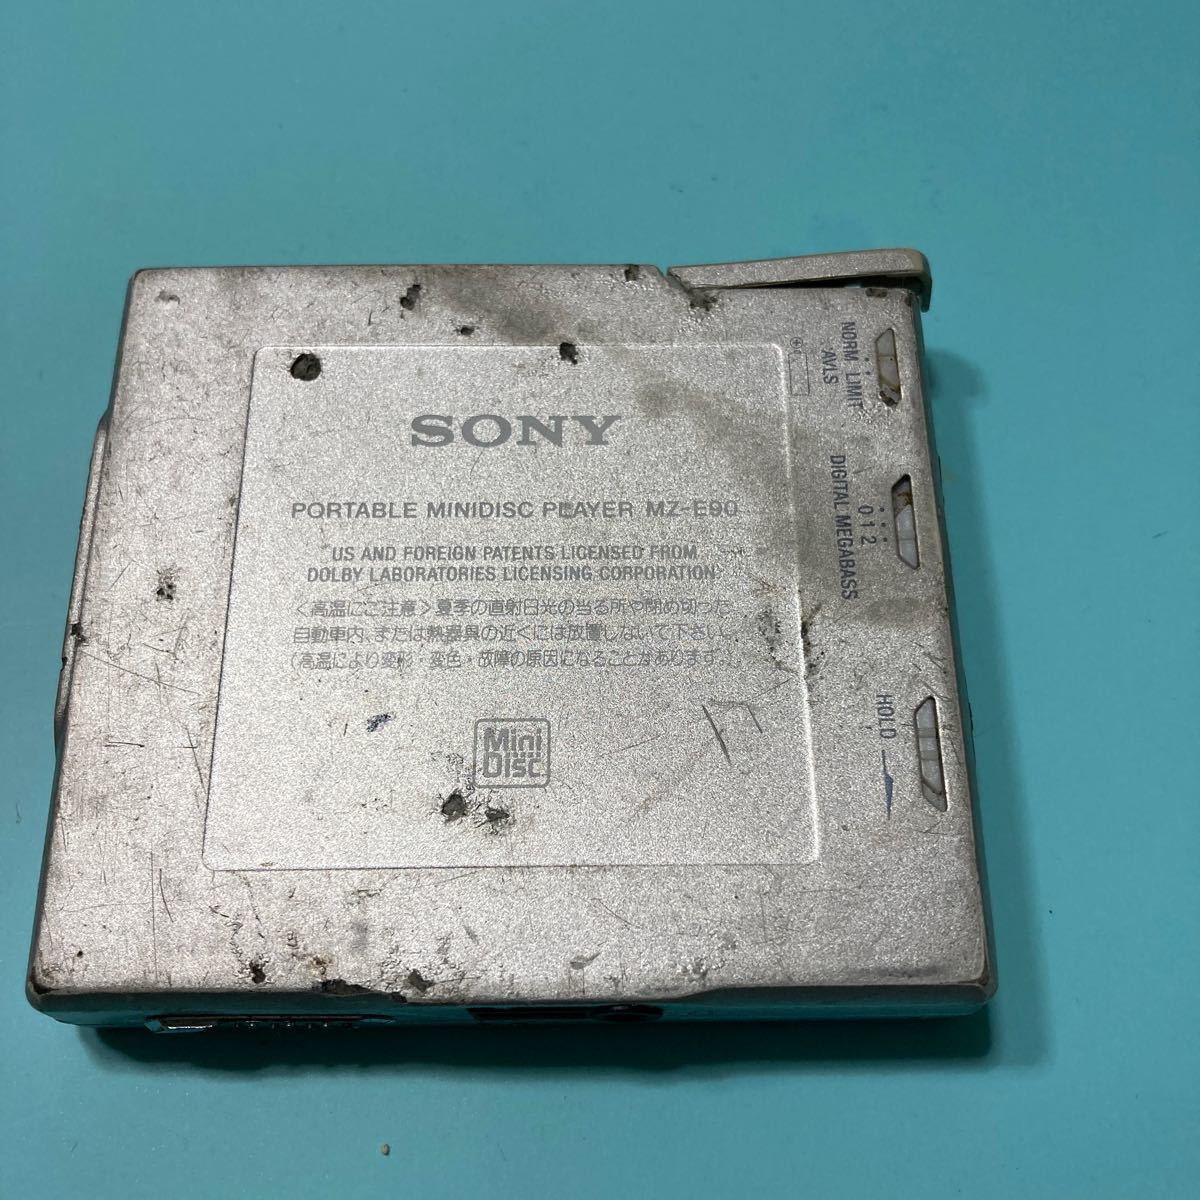 SONY
PORTABLE MINIDISC PLAYER MZ-E90
US AND FOREIGN PATENTS LICENSED FROM
DOLBY LABORATORIES LICENSING CORPORATION.
＜高温にご注意＞夏季の直射日光の当る所や閉め切った
自動車内、または熱器具の近くには放置しないで下さい。
(高温により変形・変色・故障の原因になることがあります。)
Mini
Disc
NORM LIMIT
AVLS
0 1 2
DIGITAL MEGABASS
HOLD